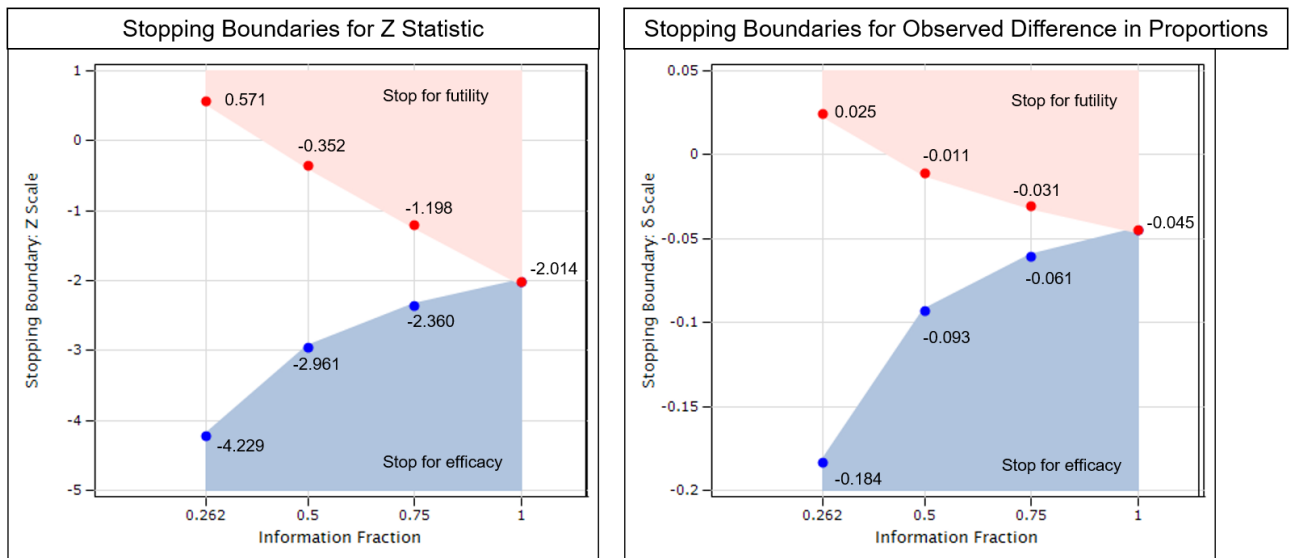 Stopping Boundaries for Z Statistic
Stopping Boundary: Z Scale
1
0
-1
-2
-3
-4
-5
Stop for futility
0.571
-0.352
-1.198
-2.014
-2.360
-2.961
-4.229
Stop for efficacy
0.262 0.5 0.75 1
Information Fraction
Stopping Boundaries for Observed Difference in Proportions
Stopping Boundary: δ Scale
0.05
0
-0.05
-0.1
-0.15
-0.2
Stop for futility
0.025
-0.011
-0.031
-0.045
-0.061
-0.093
-0.184
Stop for efficacy
0.262 0.5 0.75 1
Information Fraction